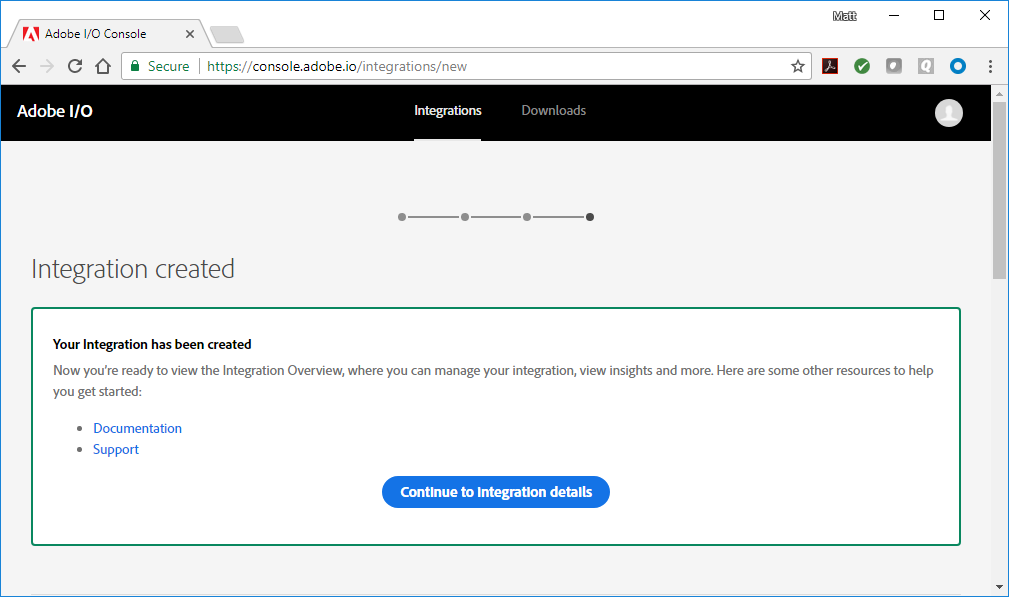 Matt
Adobe I/O Console
Secure https://console.adobe.io/integrations/new
Adobe I/O Integrations Downloads
Integration created
Your Integration has been created
Now you're ready to view the Integration Overview, where you can manage your integration, view insights and more. Here are some other resources to help
you get started:
Documentation
Support
Continue to integration details